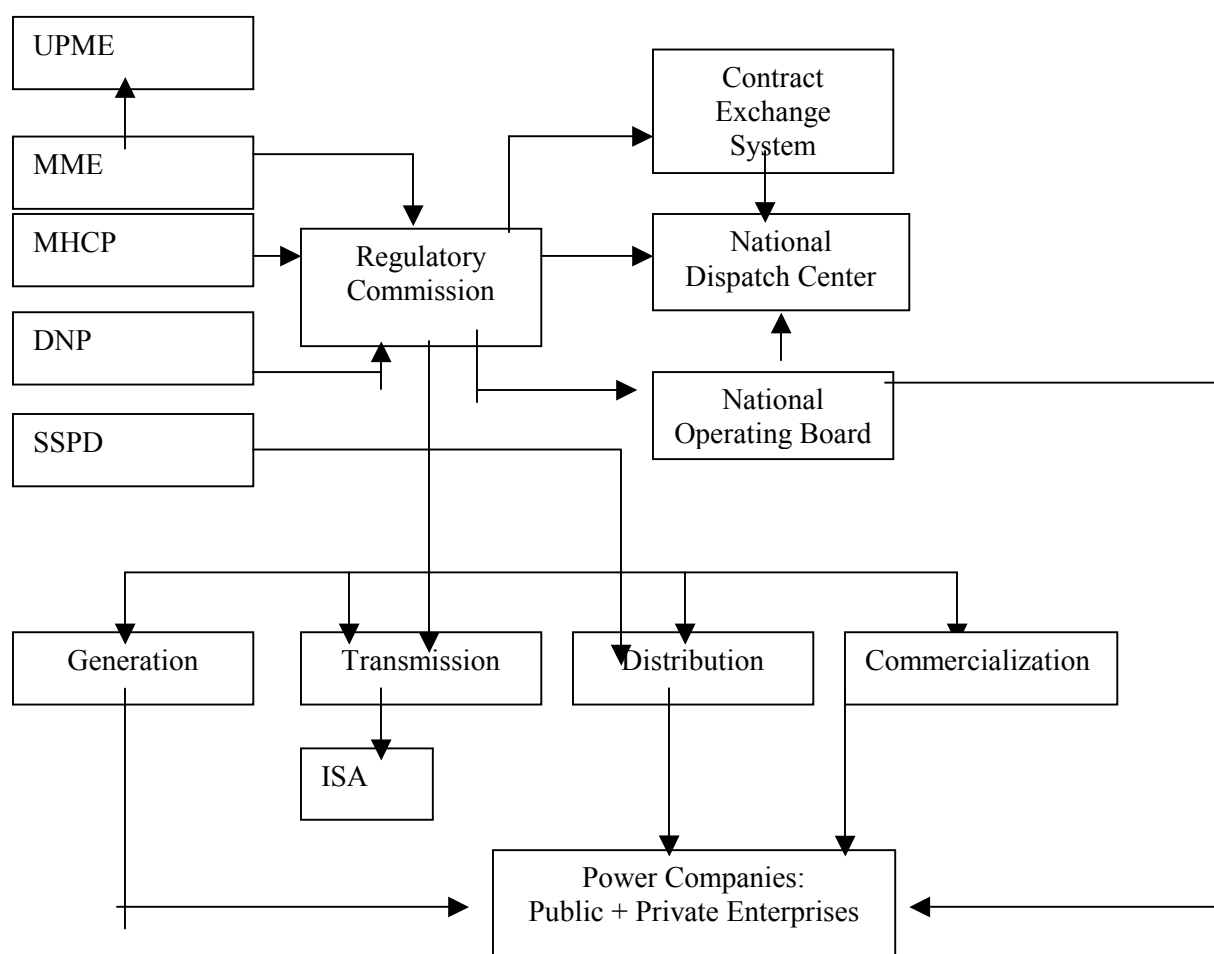 UPME
MME
MHCP
DNP
SSPD
Regulatory
Commission
Contract
Exchange
System
National
Dispatch Center
National
Operating Board
Generation
Transmission
Distribution
Commercialization
ISA
Power Companies:
Public + Private Enterprises